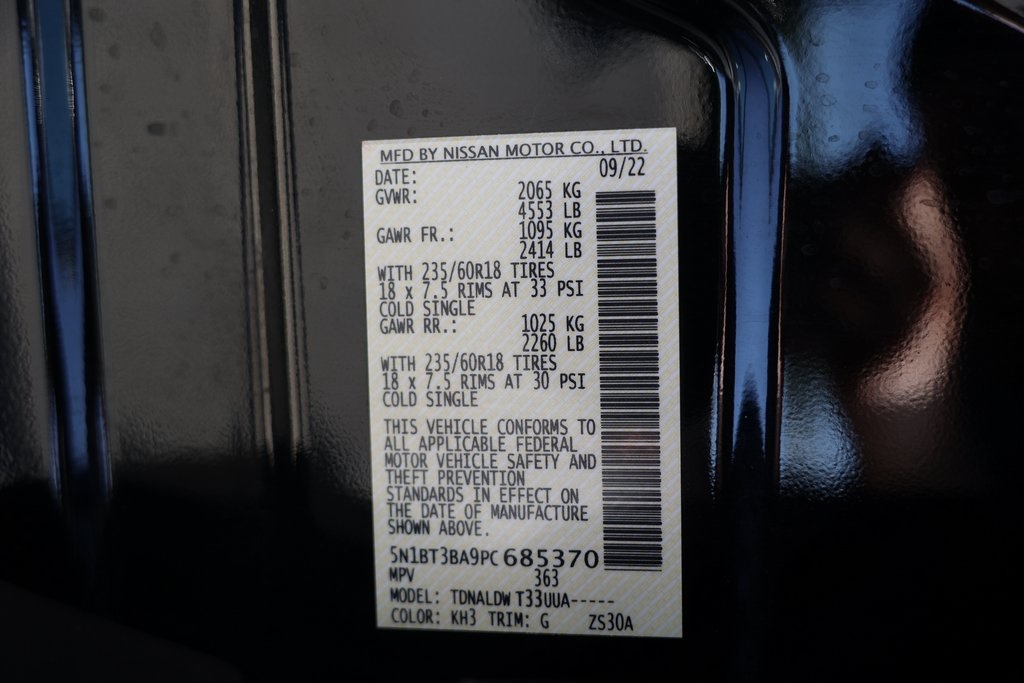 MFD BY NISSAN MOTOR CO., LTD.
DATE: 09/22
GVWR: 2065 KG
4553 LB
GAWR FR.: 1095 KG
2414 LB
WITH 235/60R18 TIRES
18 x 7.5 RIMS AT 33 PSI
COLD SINGLE
GAWR RR.: 1025 KG
2260 LB
WITH 235/60R18 TIRES
18 x 7.5 RIMS AT 30 PSI
COLD SINGLE
THIS VEHICLE CONFORMS TO
ALL APPLICABLE FEDERAL
MOTOR VEHICLE SAFETY AND
THEFT PREVENTION
STANDARDS IN EFFECT ON
THE DATE OF MANUFACTURE
SHOWN ABOVE.
5N1BT3BA9PC 685370
MPV 363
MODEL: TDNALDW T33UUA-----
COLOR: KH3 TRIM: G ZS30A